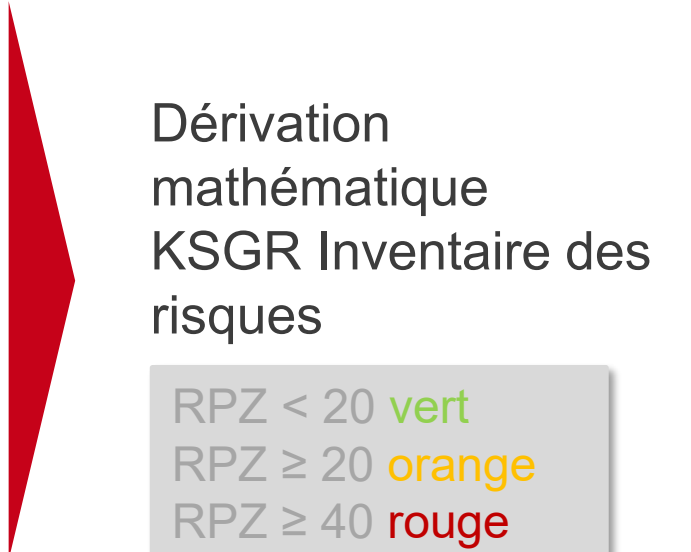 Dérivation
mathématique
KSGR Inventaire des
risques
RPZ < 20 vert
RPZ ≥ 20 orange
RPZ ≥ 40 rouge